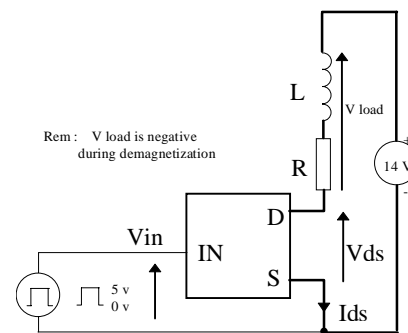 L
V load
Rem : V load is negative
during demagnetization
R
+
14 V
-
D
Vin
IN
Vds
S
5 v
0 v
Ids